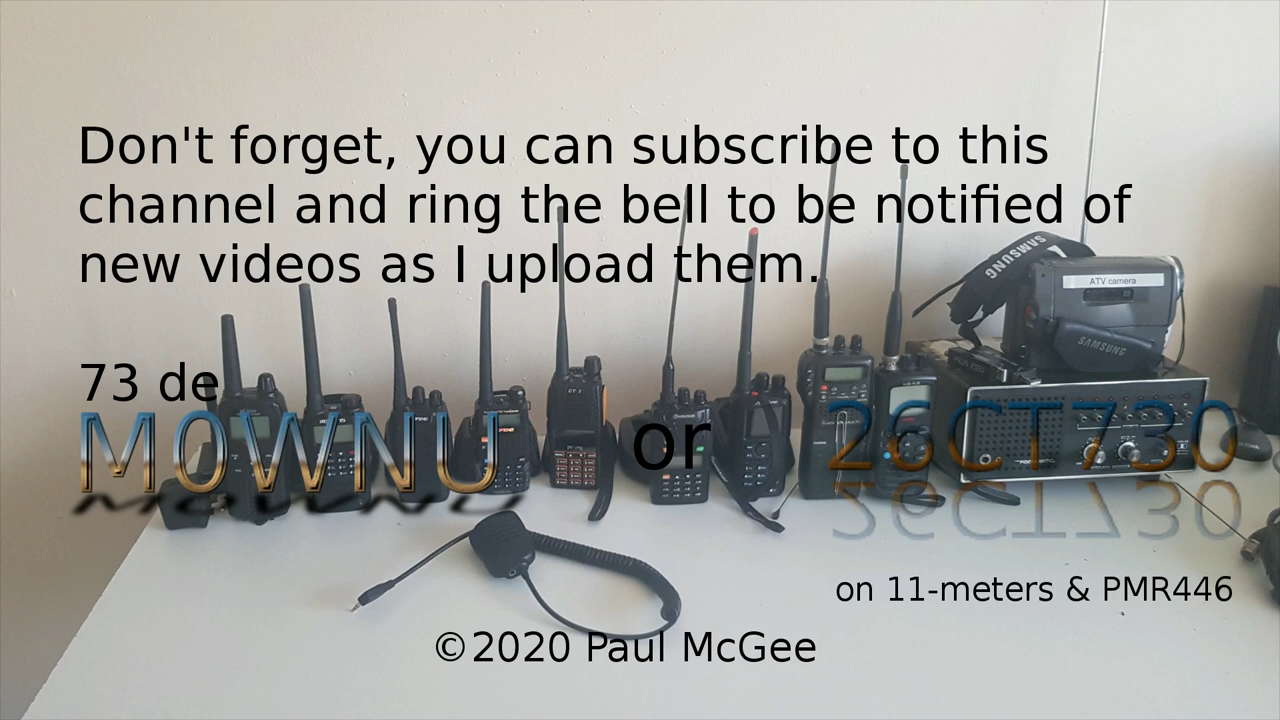 Don't forget, you can subscribe to this
channel and ring the bell to be notified of
new videos as I upload them.
73 de
M0WNU or 26CT730
on 11-meters & PMR446
©2020 Paul McGee
SAMSUNG
ATV camera
SAMSUNG